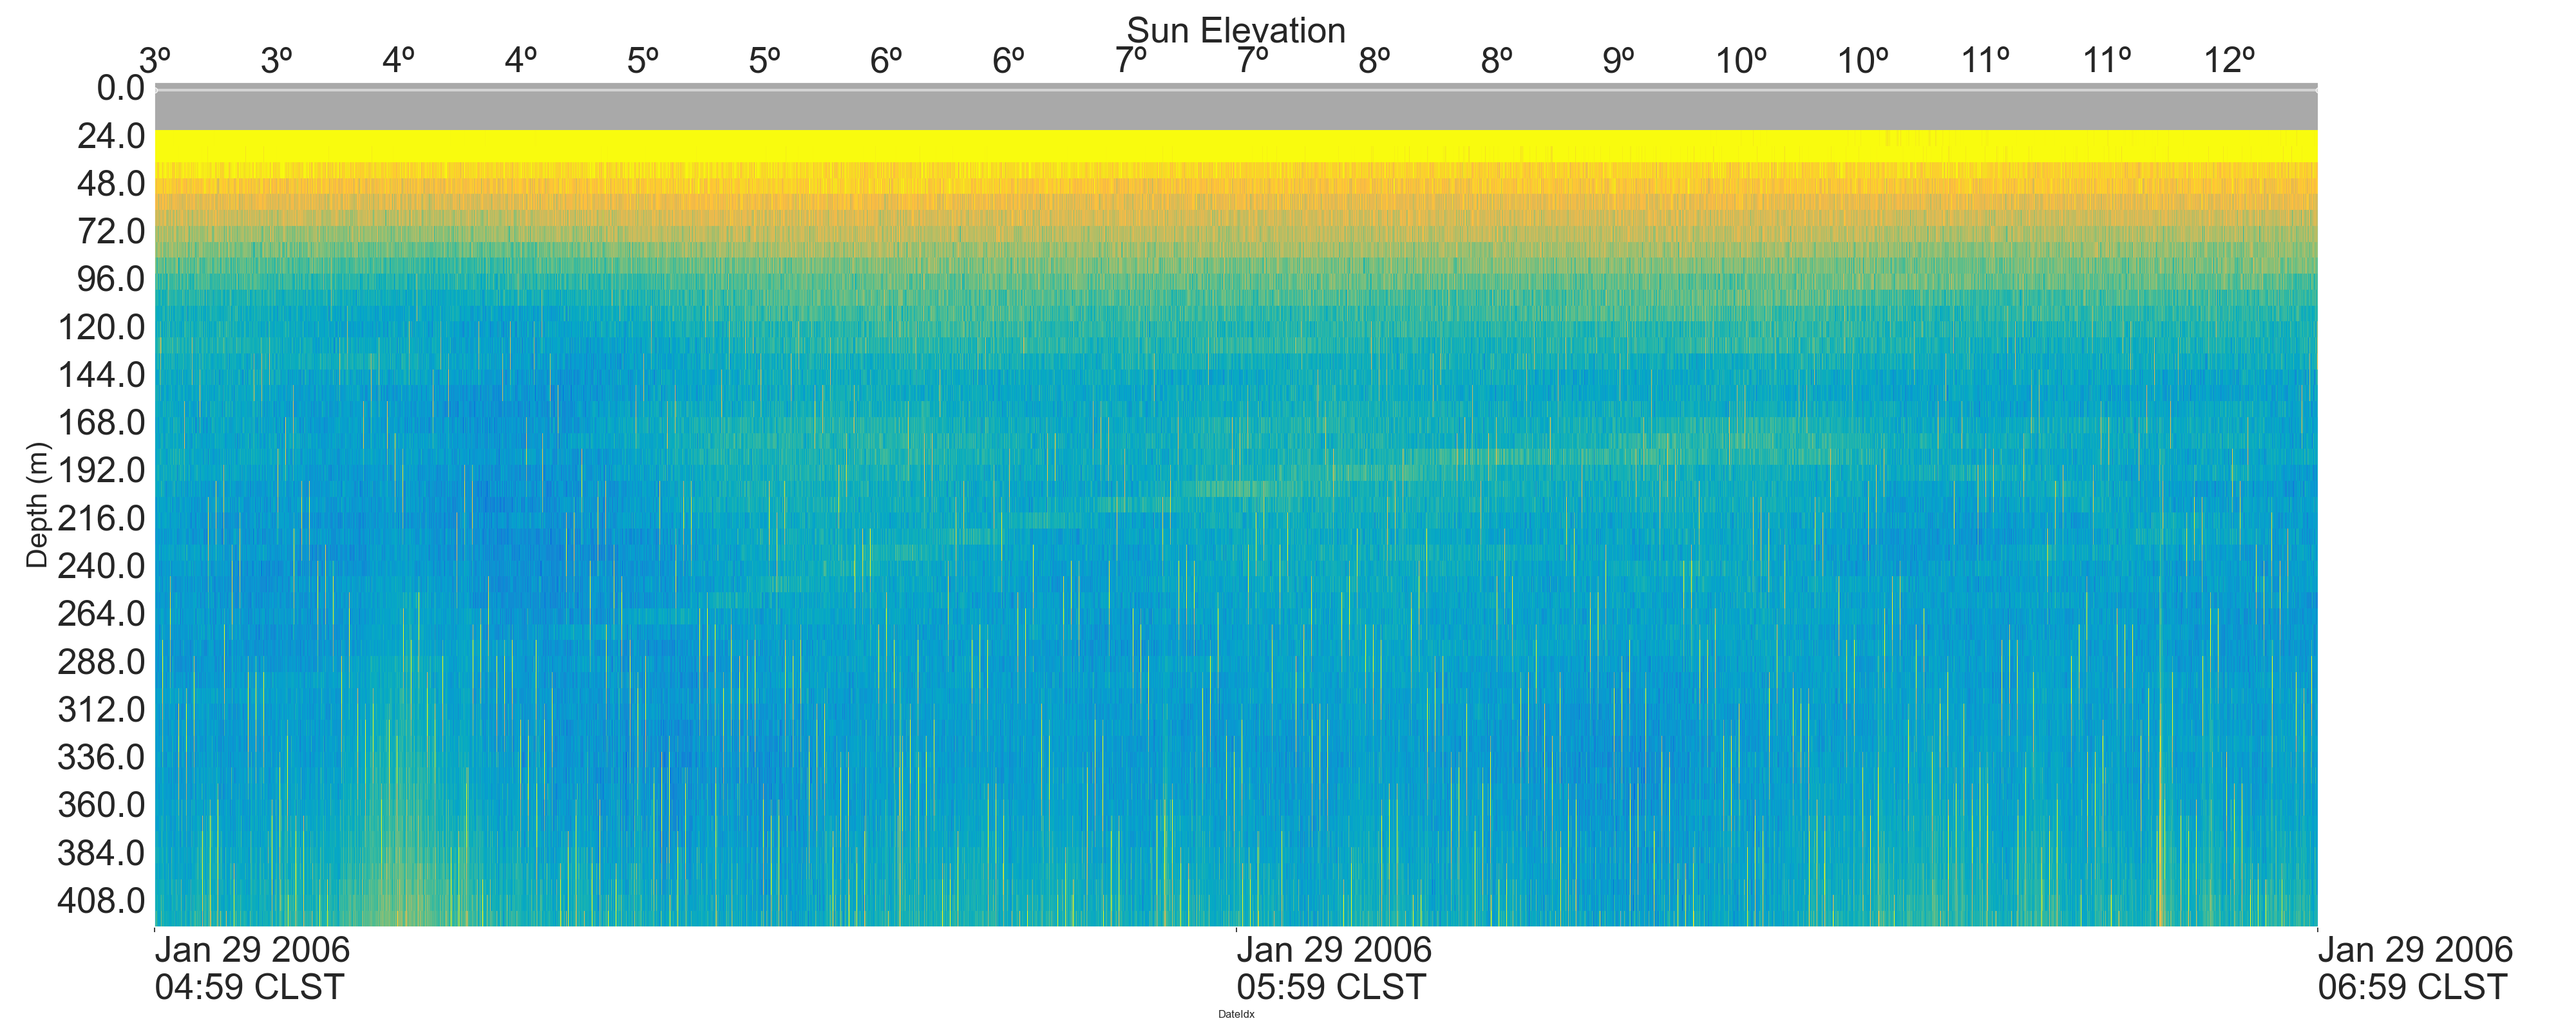 Sun Elevation
3º 3º 4º 4º 5º 5º 6º 6º 7º 7º 8º 8º 9º 10º 10º 11º 11º 12º
0.0
24.0
48.0
72.0
96.0
120.0
144.0
168.0
192.0
216.0
240.0
264.0
288.0
312.0
336.0
360.0
384.0
408.0
Depth (m)
Jan 29 2006
04:59 CLST
Jan 29 2006
05:59 CLST
Jan 29 2006
06:59 CLST
DateIdx